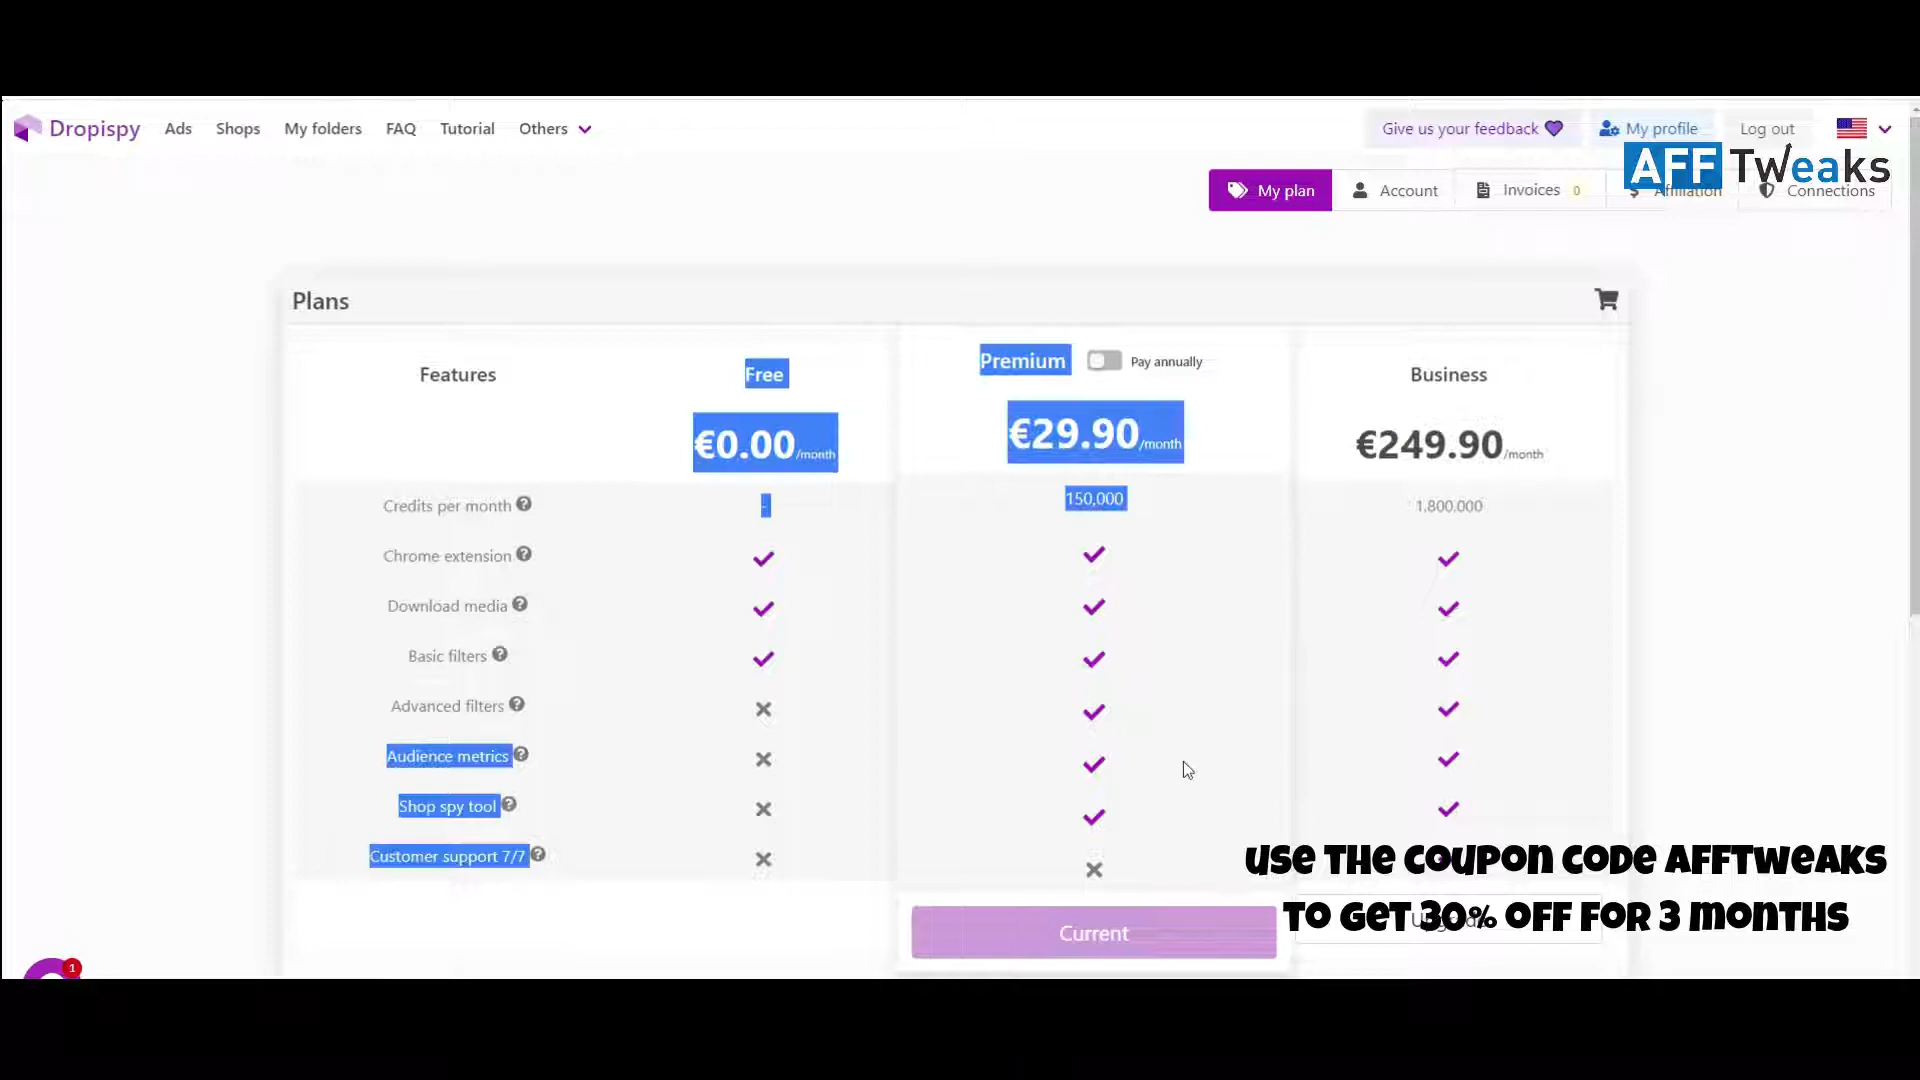 Dropispy Ads Shops My folders FAQ Tutorial Others Give us your feedback My profile Log out
AFF Tweaks
My plan Account Invoices 0 Affiliation Connections
Plans
Features Free Premium Pay annually Business
€0.00/month €29.90/month €249.90/month
Credits per month ? - 150,000 1,800,000
Chrome extension ?
Download media ?
Basic filters ?
Advanced filters ?
Audience metrics ?
Shop spy tool ?
Customer support 7/7 ?
use the coupon code AFFTweaks
to get 30% off for 3 months
Current
1